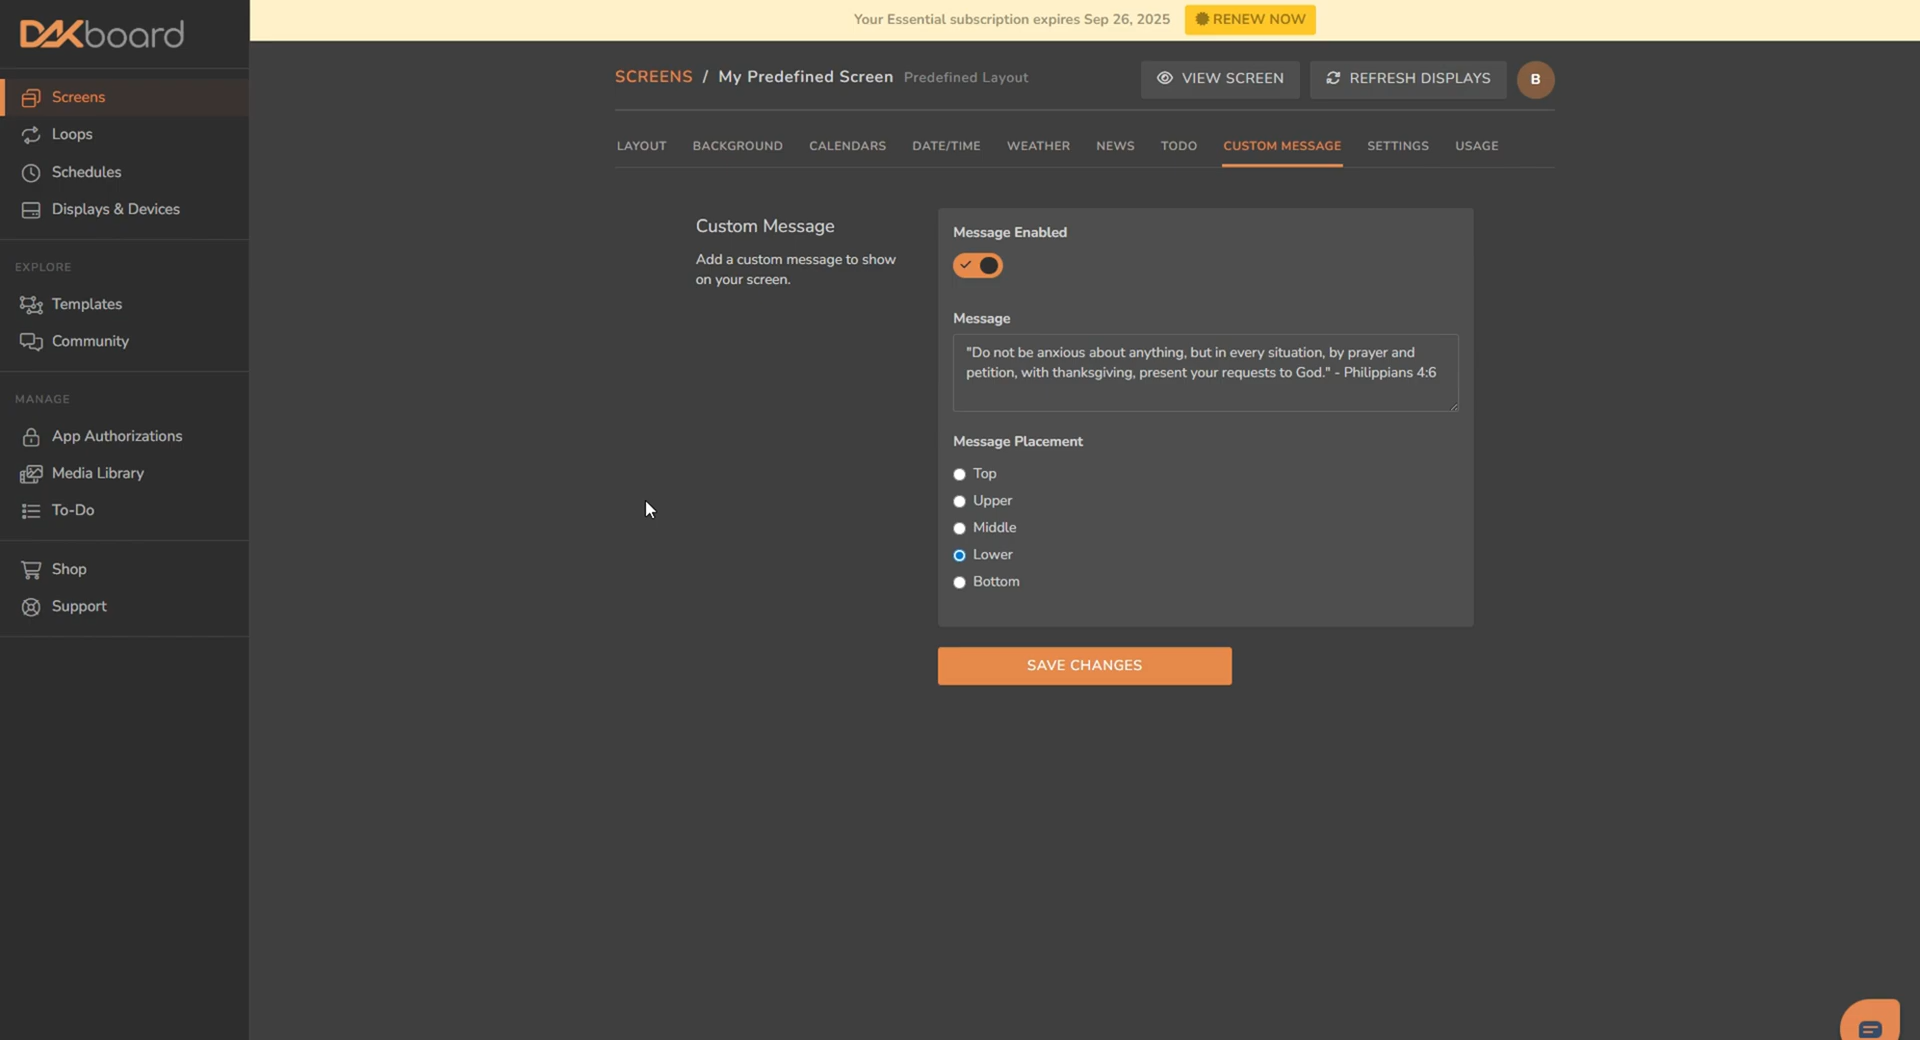 DAKboard
Your Essential subscription expires Sep 26, 2025
RENEW NOW
SCREENS / My Predefined Screen Predefined Layout
VIEW SCREEN
REFRESH DISPLAYS
B
Screens
Loops
Schedules
Displays & Devices
EXPLORE
Templates
Community
MANAGE
App Authorizations
Media Library
To-Do
Shop
Support
LAYOUT BACKGROUND CALENDARS DATE/TIME WEATHER NEWS TODO CUSTOM MESSAGE SETTINGS USAGE
Custom Message
Add a custom message to show
on your screen.
Message Enabled
Message
"Do not be anxious about anything, but in every situation, by prayer and
petition, with thanksgiving, present your requests to God." - Philippians 4:6
Message Placement
Top
Upper
Middle
Lower
Bottom
SAVE CHANGES